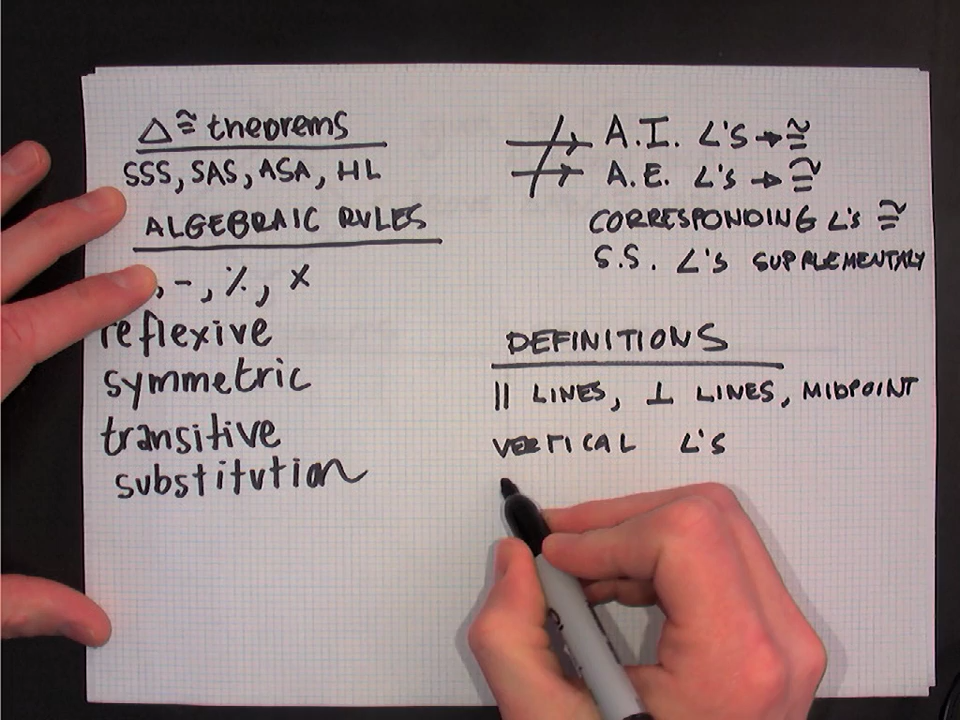 △≅ theorems
SSS, SAS, ASA, HL
ALGEBRAIC RULES
, -, ⁒, ×
reflexive
symmetric
transitive
substitution
A.I. ∠'S → ≅
A.E. ∠'s → ≅
CORRESPONDING ∠'s ≅
S.S. ∠'s SUPPLEMENTARY
DEFINITIONS
|| LINES, ⊥ LINES, MIDPOINT
VERTICAL ∠'S